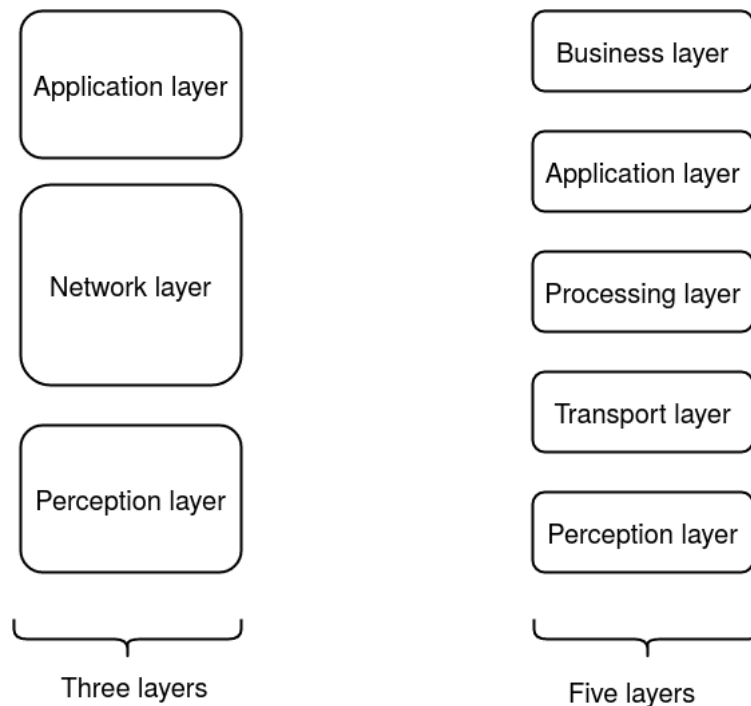 Application layer
Network layer
Perception layer
Three layers
Business layer
Application layer
Processing layer
Transport layer
Perception layer
Five layers